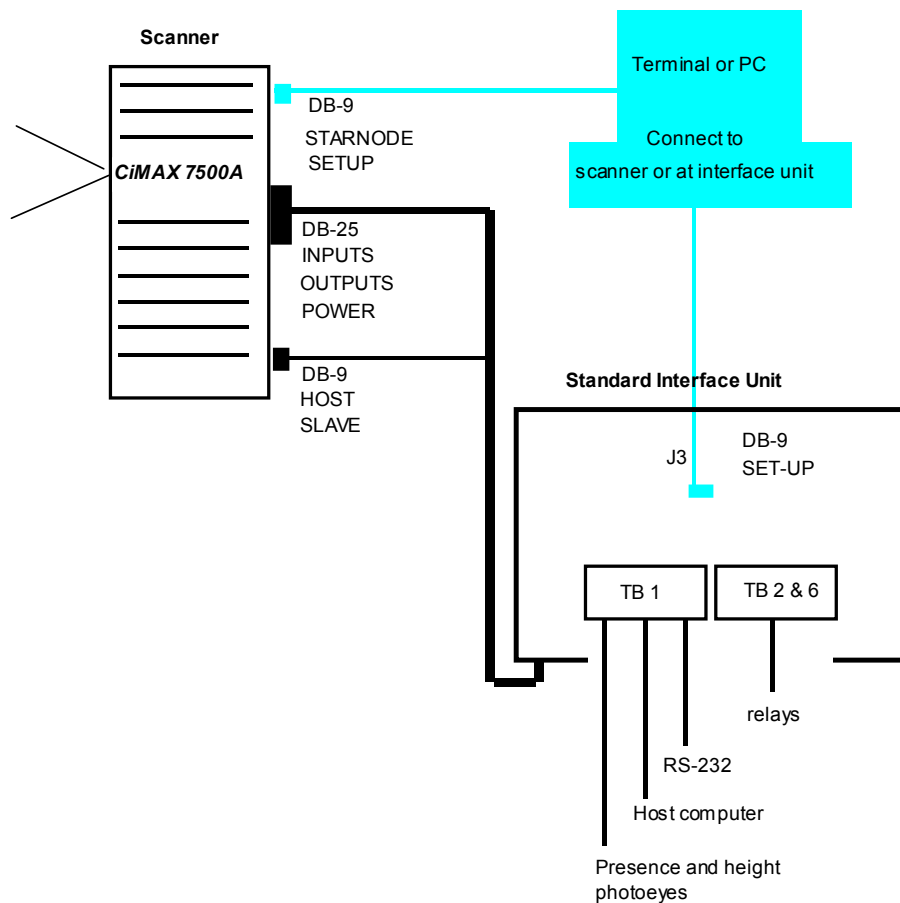 Scanner
Terminal or PC
Connect to
scanner or at interface unit
DB-9
STARNODE
SETUP
CiMAX 7500A
DB-25
INPUTS
OUTPUTS
POWER
DB-9
HOST
SLAVE
Standard Interface Unit
J3
DB-9
SET-UP
TB 1
TB 2 & 6
relays
RS-232
Host computer
Presence and height
photoeyes